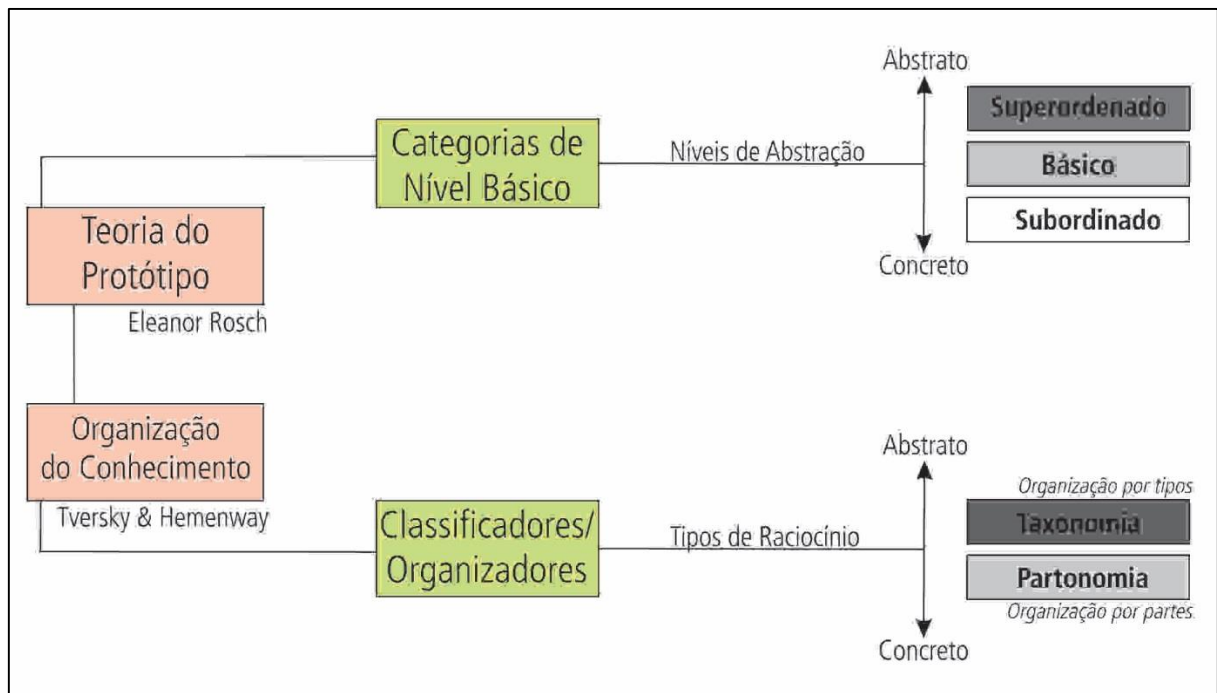 Abstrato
Superordenado
Categorias de
Nível Básico
Níveis de Abstração
Básico
Subordinado
Concreto
Teoria do
Protótipo
Eleanor Rosch
Organização
do Conhecimento
Tversky & Hemenway
Abstrato
Organização por tipos
Classificadores/
Organizadores
Tipos de Raciocínio
Taxonomia
Partonomia
Organização por partes
Concreto